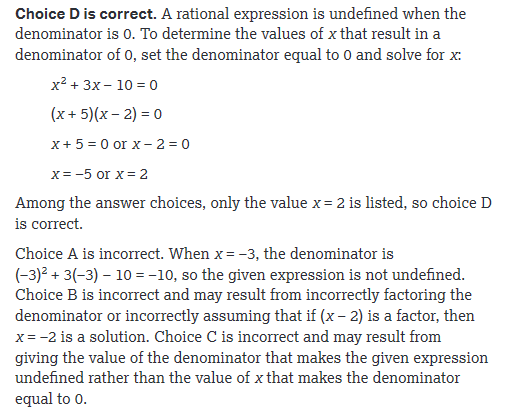 Choice D is correct. A rational expression is undefined when the
denominator is 0. To determine the values of x that result in a
denominator of 0, set the denominator equal to 0 and solve for x:
x² + 3x – 10 = 0
(x + 5)(x – 2) = 0
x + 5 = 0 or x – 2 = 0
x = –5 or x = 2
Among the answer choices, only the value x = 2 is listed, so choice D
is correct.
Choice A is incorrect. When x = –3, the denominator is
(–3)² + 3(–3) – 10 = –10, so the given expression is not undefined.
Choice B is incorrect and may result from incorrectly factoring the
denominator or incorrectly assuming that if (x – 2) is a factor, then
x = –2 is a solution. Choice C is incorrect and may result from
giving the value of the denominator that makes the given expression
undefined rather than the value of x that makes the denominator
equal to 0.